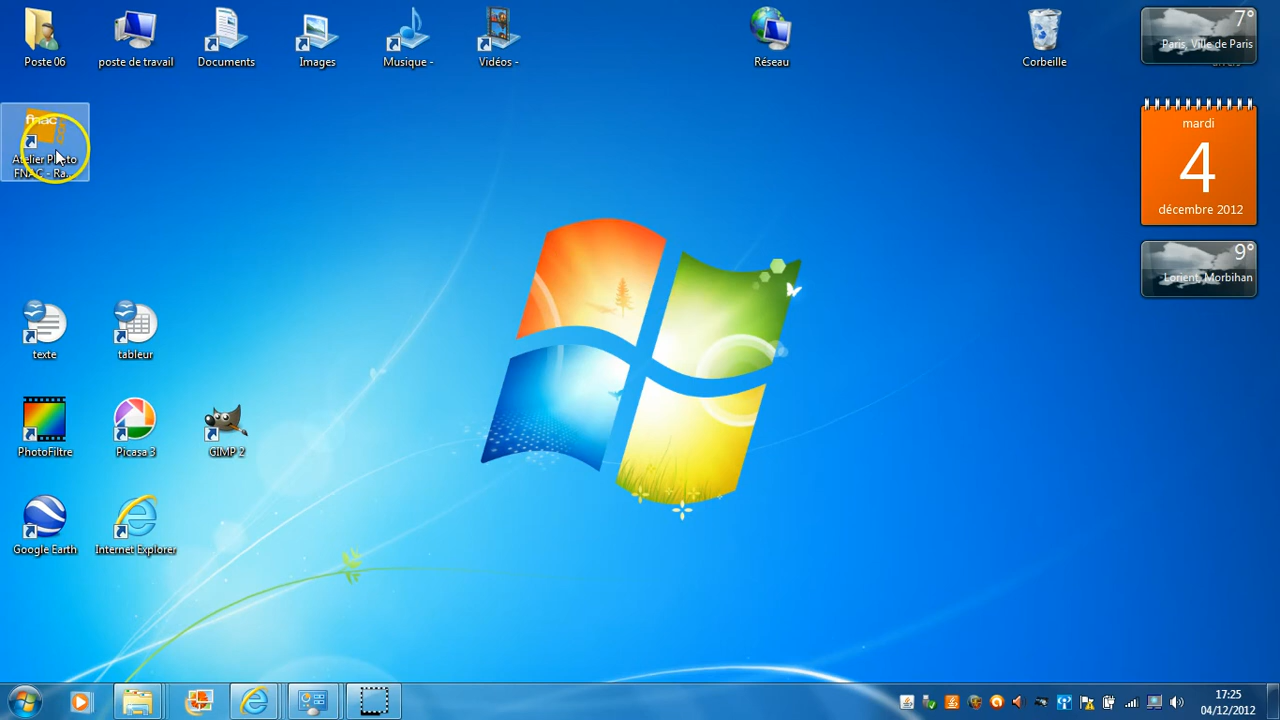 Poste 06
poste de travail
Documents
Images
Musique -
Vidéos -
Réseau
Corbeille
7°
Paris, Ville de Paris
fnac
Atelier Photo
FNAC - Ra...
mardi
4
décembre 2012
9°
Lorient, Morbihan
texte
tableur
PhotoFiltre
Picasa 3
GIMP 2
Google Earth
Internet Explorer
17:25
04/12/2012